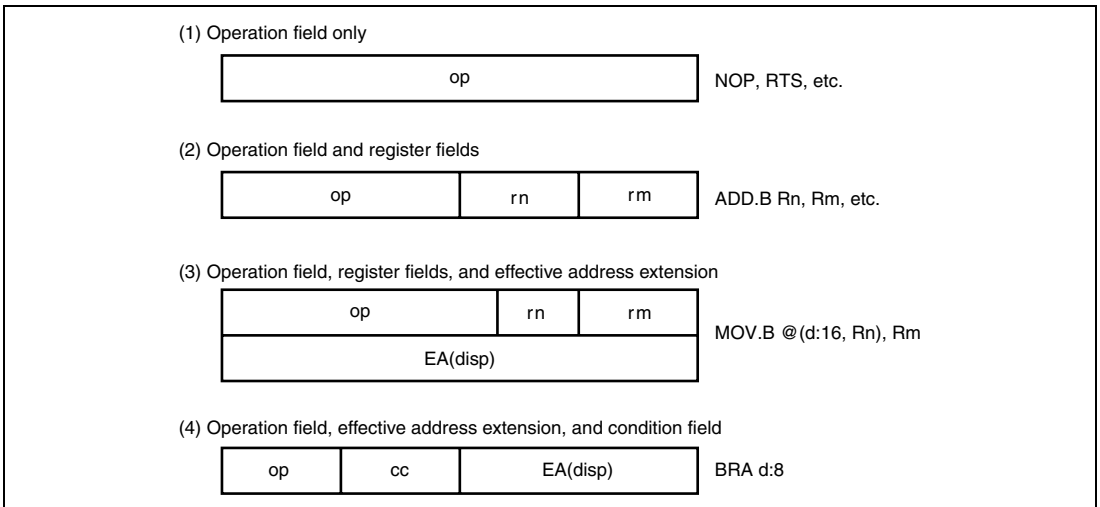 (1) Operation field only
op
NOP, RTS, etc.
(2) Operation field and register fields
op rn rm
ADD.B Rn, Rm, etc.
(3) Operation field, register fields, and effective address extension
op rn rm
EA(disp)
MOV.B @(d:16, Rn), Rm
(4) Operation field, effective address extension, and condition field
op cc EA(disp)
BRA d:8